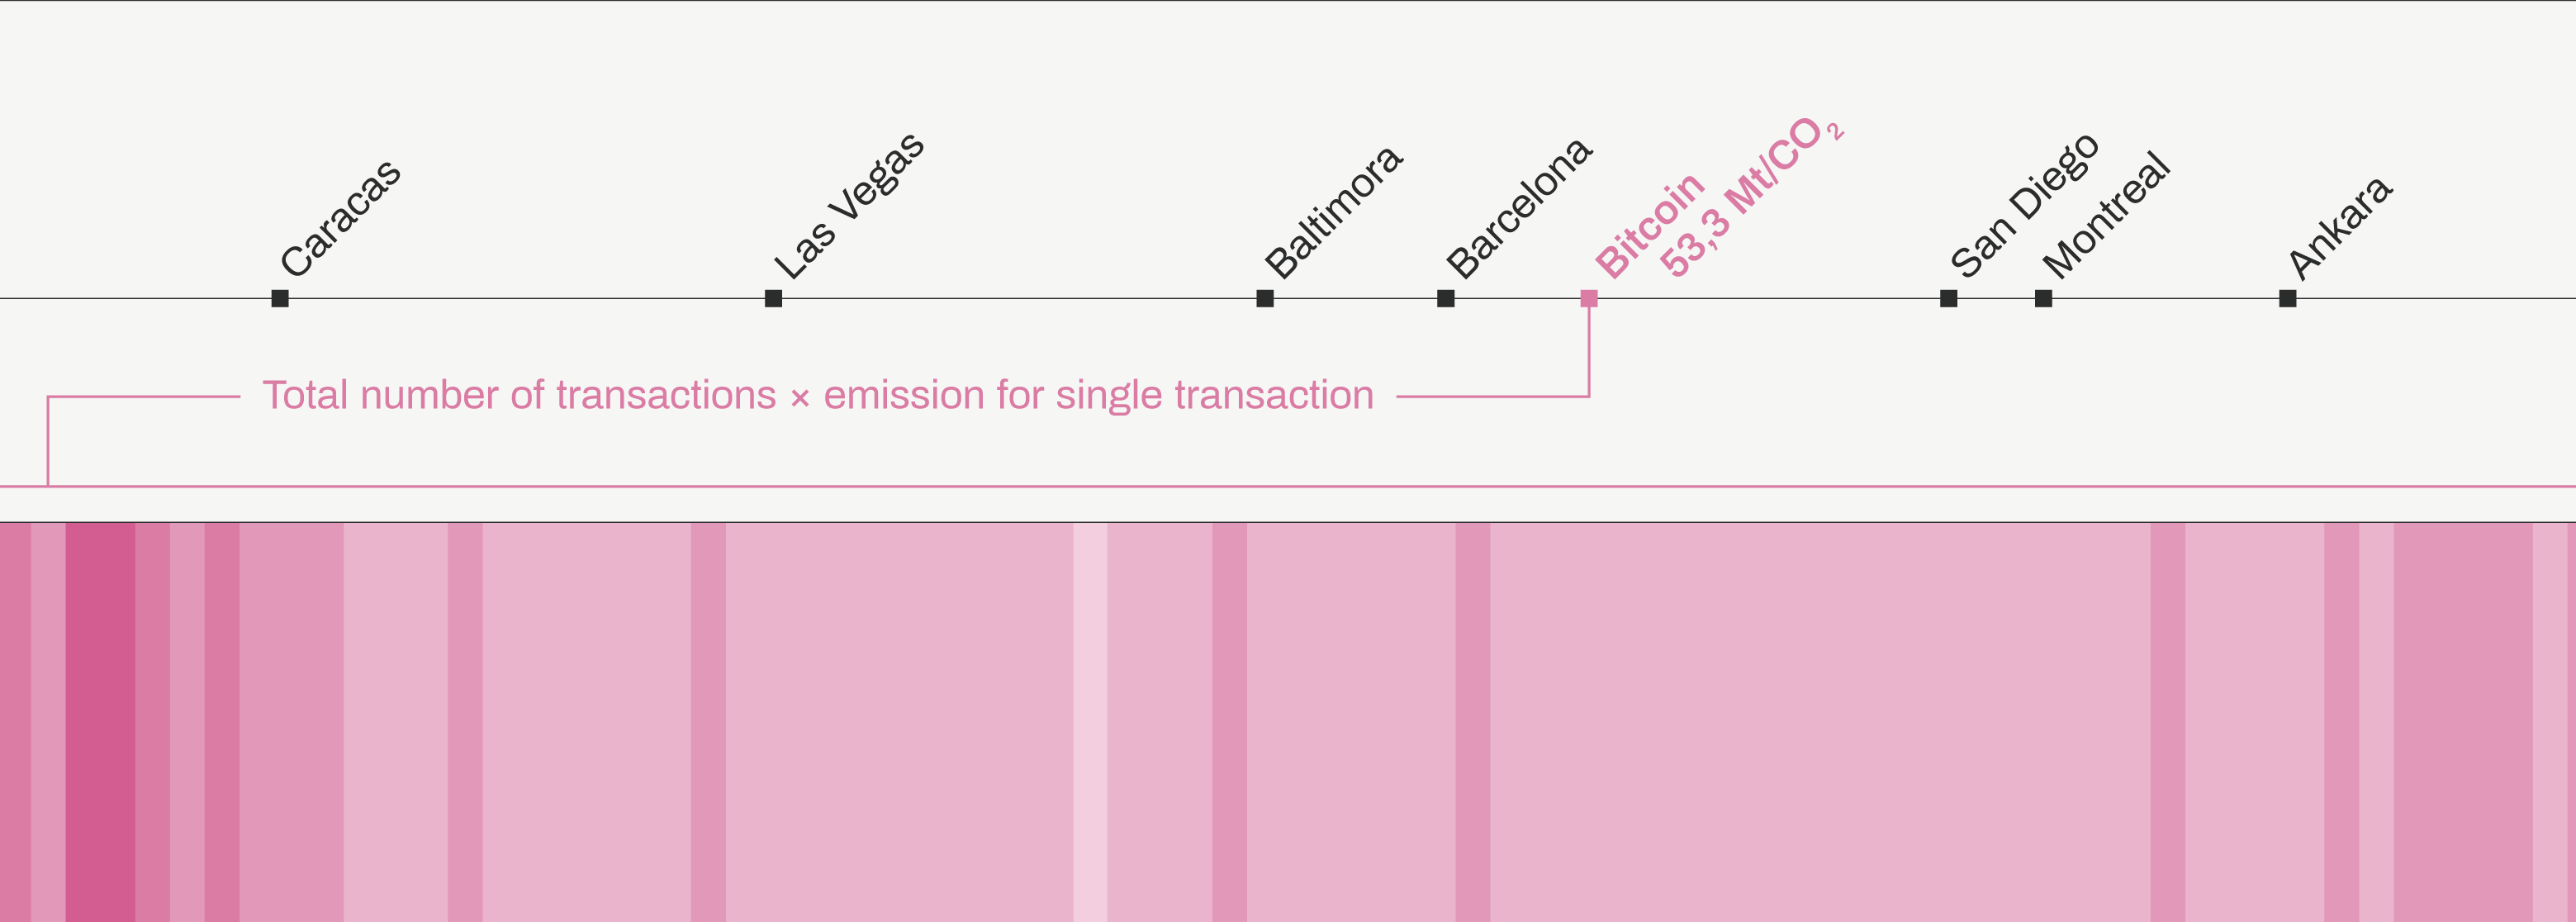 Caracas
Las Vegas
Baltimora
Barcelona
Bitcoin
53,3 Mt/CO₂
San Diego
Montreal
Ankara
Total number of transactions × emission for single transaction